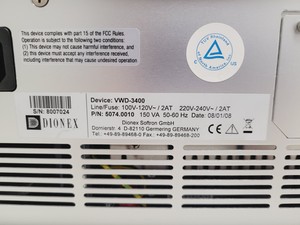 This device complies with part 15 of the FCC Rules.
Operation is subject to the following two conditions:
(1) This device may not cause harmful interference, and
(2) this device must accept any interference received,
including interference that may cause undesired operation.
SN: 8007024
DIONEX
Device: VWD-3400
Line/Fuse: 100V-120V~ / 2AT 220V-240V~ / 2AT
P/N: 5074.0010 150 VA 50-60 Hz Date: 08/01/08
Dionex Softron GmbH
Dornierstr. 4 D-82110 Germering GERMANY
Tel.:+49-89-89468-0 Fax.:+49-89-89468-200